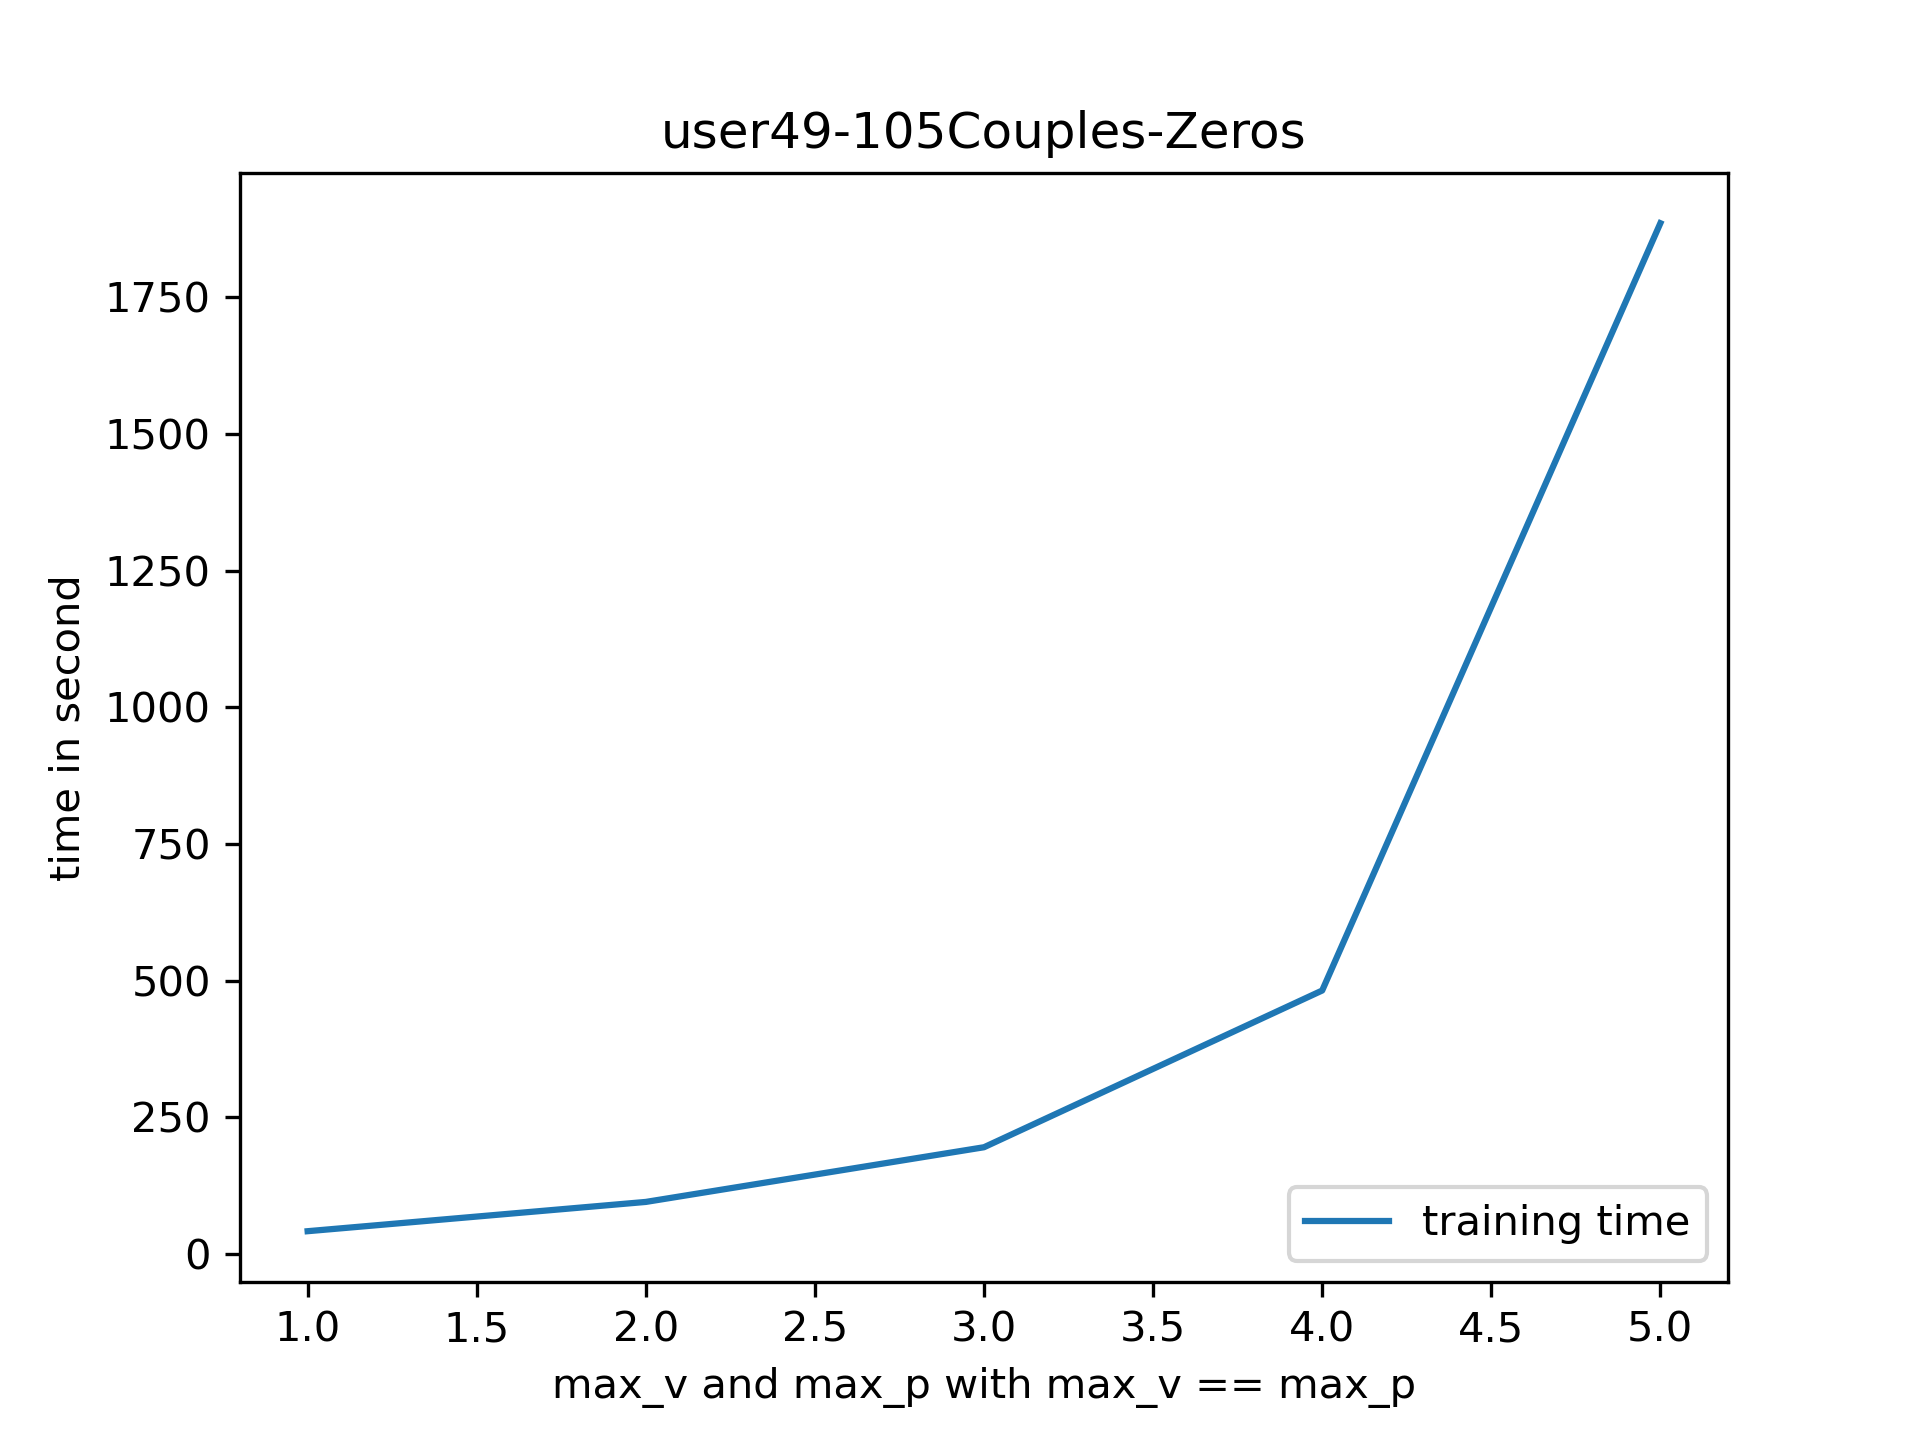 user49-105Couples-Zeros
1750
1500
1250
1000
750
500
250
0
time in second
training time
1.0 1.5 2.0 2.5 3.0 3.5 4.0 4.5 5.0
max_v and max_p with max_v == max_p